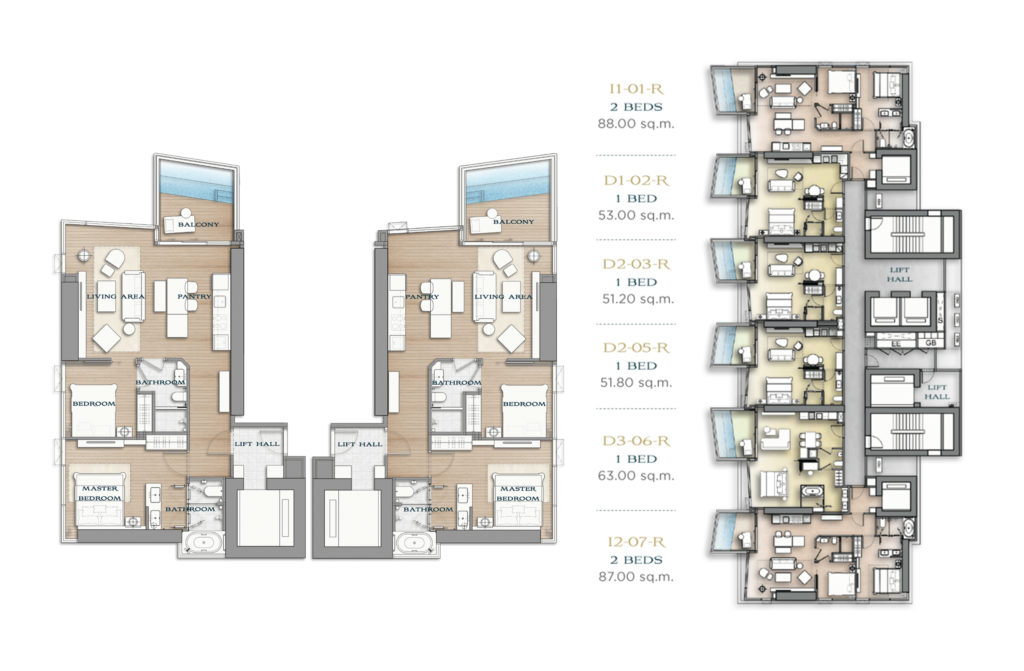 BALCONY
LIVING AREA
PANTRY
BATHROOM
BEDROOM
LIFT HALL
MASTER
BEDROOM
BATHROOM
BALCONY
PANTRY
LIVING AREA
BATHROOM
BEDROOM
LIFT HALL
MASTER
BEDROOM
BATHROOM
I1-01-R
2 BEDS
88.00 sq.m.
D1-02-R
1 BED
53.00 sq.m.
D2-03-R
1 BED
51.20 sq.m.
D2-05-R
1 BED
51.80 sq.m.
D3-06-R
1 BED
63.00 sq.m.
I2-07-R
2 BEDS
87.00 sq.m.
LIFT
HALL
S
EE
GB
LIFT
HALL